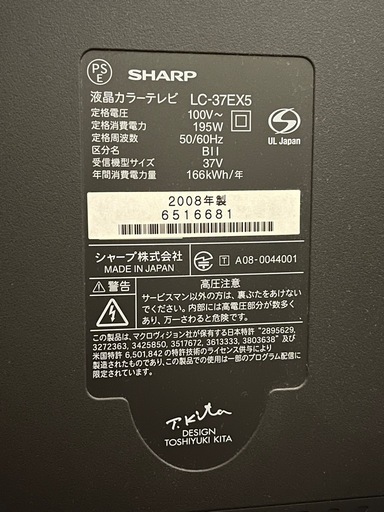 PS
E
SHARP
液晶カラーテレビ LC-37EX5
定格電圧 100V~
定格消費電力 195W
定格周波数 50/60Hz
区分名 BII
受信機型サイズ 37V
年間消費電力量 166kWh/年
S
UL Japan
2008年製
6516681
シャープ株式会社
MADE IN JAPAN
T A08-0044001
警告
高圧注意
サービスマン以外の方は、裏ぶたをあけない
でください。内部には高電圧部分が数多く
あり、万一さわると危険です。
この製品は、マクロヴィジョン社が保有する日本特許 "2895629,
3272363, 3425850, 3517672, 3613333, 3803638" 及び
米国特許 6,501,842 の特許技術のライセンス供与により
製造されたものであり、この技術の使用は一部のプログラム配信に
限定されています。
T.Kita
DESIGN
TOSHIYUKI KITA